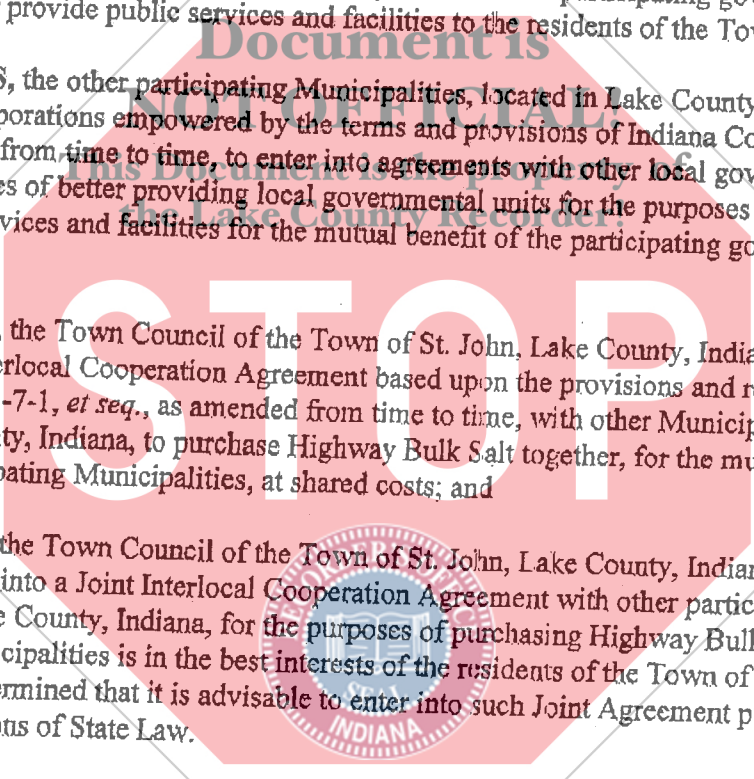 provide public services and facilities to the residents of the Tov
Document is
S, the other participating Municipalities, located in Lake County
NOT OFFICIAL!
porations empowered by the terms and provisions of Indiana Co
from time to time, to enter into agreements with other local gov
This Document is the property of
es of better providing local governmental units for the purposes
the Lake County Recorder!
vices and facilities for the mutual benefit of the participating go
STOP
, the Town Council of the Town of St. John, Lake County, India
erlocal Cooperation Agreement based upon the provisions and r
-7-1, et seq., as amended from time to time, with other Municip
ty, Indiana, to purchase Highway Bulk Salt together, for the mu
pating Municipalities, at shared costs; and
the Town Council of the Town of St. John, Lake County, Indian
into a Joint Interlocal Cooperation Agreement with other partic
e County, Indiana, for the purposes of purchasing Highway Bull
cipalities is in the best interests of the residents of the Town of
ermined that it is advisable to enter into such Joint Agreement p
ons of State Law.
SEAL
INDIANA